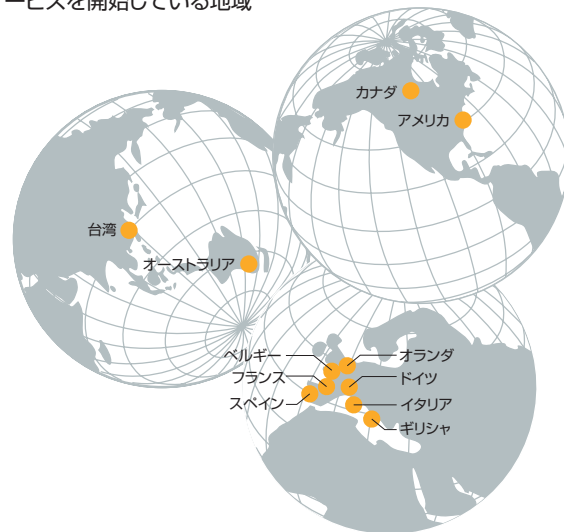 ービスを開始している地域
カナダ
アメリカ
台湾
オーストラリア
ベルギー
オランダ
フランス
ドイツ
スペイン
イタリア
ギリシャ